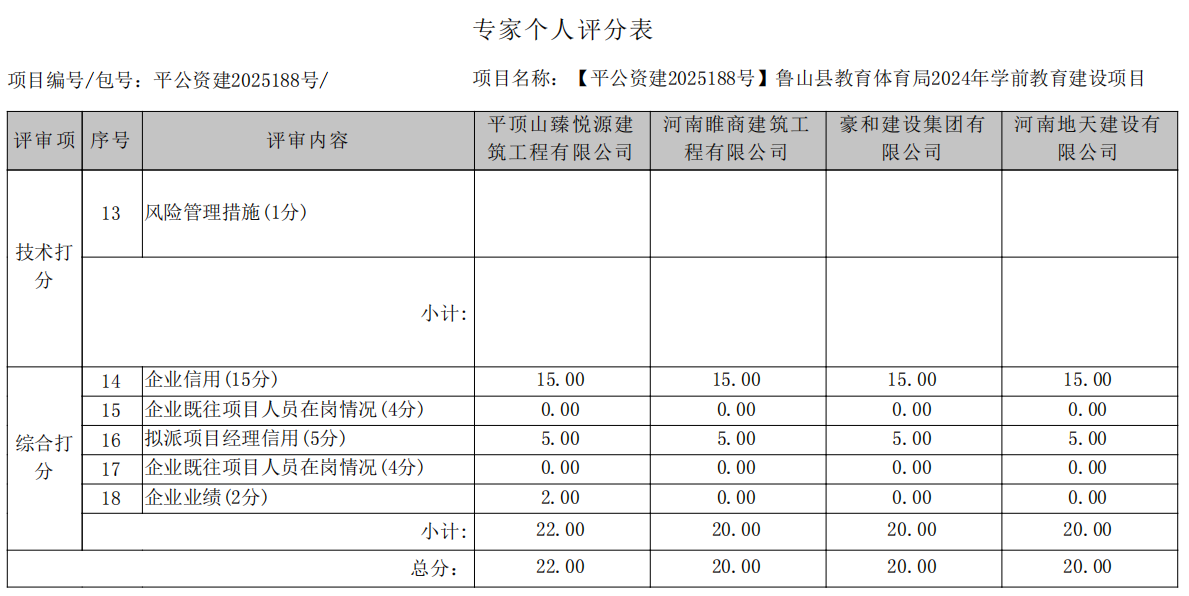 专家个人评分表
项目编号/包号：平公资建2025188号/ 项目名称：【平公资建2025188号】鲁山县教育体育局2024年学前教育建设项目
评审项 序号 评审内容 平顶山臻悦源建筑工程有限公司 河南睢商建筑工程有限公司 豪和建设集团有限公司 河南地天建设有限公司
技术打分
13 风险管理措施(1分)
小计:
综合打分
14 企业信用(15分) 15.00 15.00 15.00 15.00
15 企业既往项目人员在岗情况(4分) 0.00 0.00 0.00 0.00
16 拟派项目经理信用(5分) 5.00 5.00 5.00 5.00
17 企业既往项目人员在岗情况(4分) 0.00 0.00 0.00 0.00
18 企业业绩(2分) 2.00 0.00 0.00 0.00
小计: 22.00 20.00 20.00 20.00
总分： 22.00 20.00 20.00 20.00